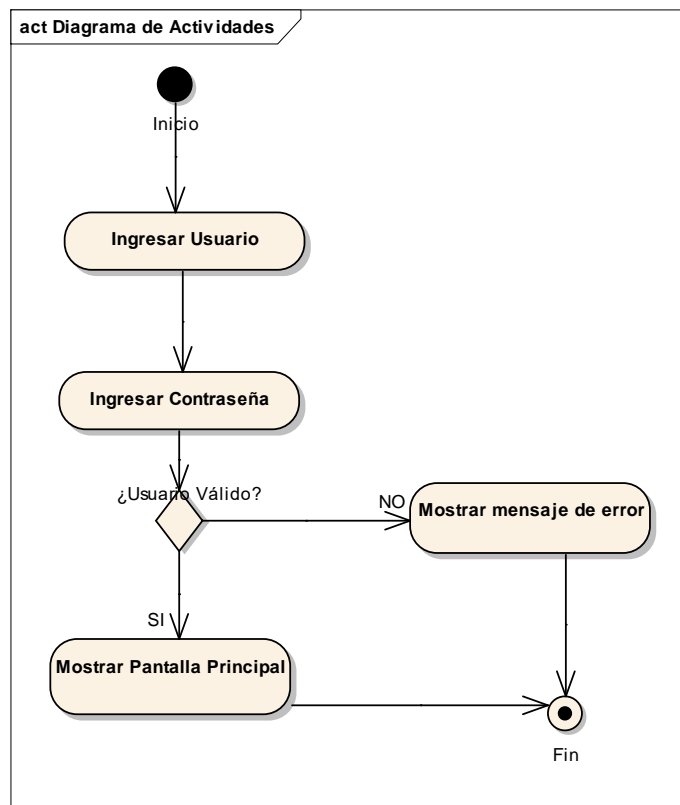 act Diagrama de Actividades
Inicio
Ingresar Usuario
Ingresar Contraseña
¿Usuario Válido?
NO
Mostrar mensaje de error
SI
Mostrar Pantalla Principal
Fin